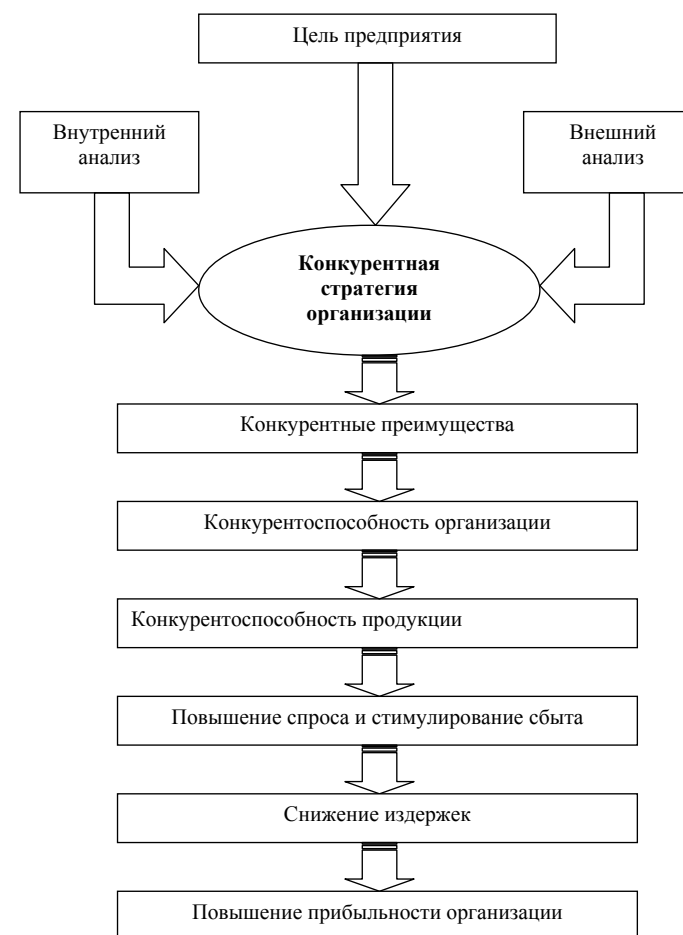 Цель предприятия
Внутренний
анализ
Внешний
анализ
Конкурентная
стратегия
организации
Конкурентные преимущества
Конкурентоспособность организации
Конкурентоспособность продукции
Повышение спроса и стимулирование сбыта
Снижение издержек
Повышение прибыльности организации